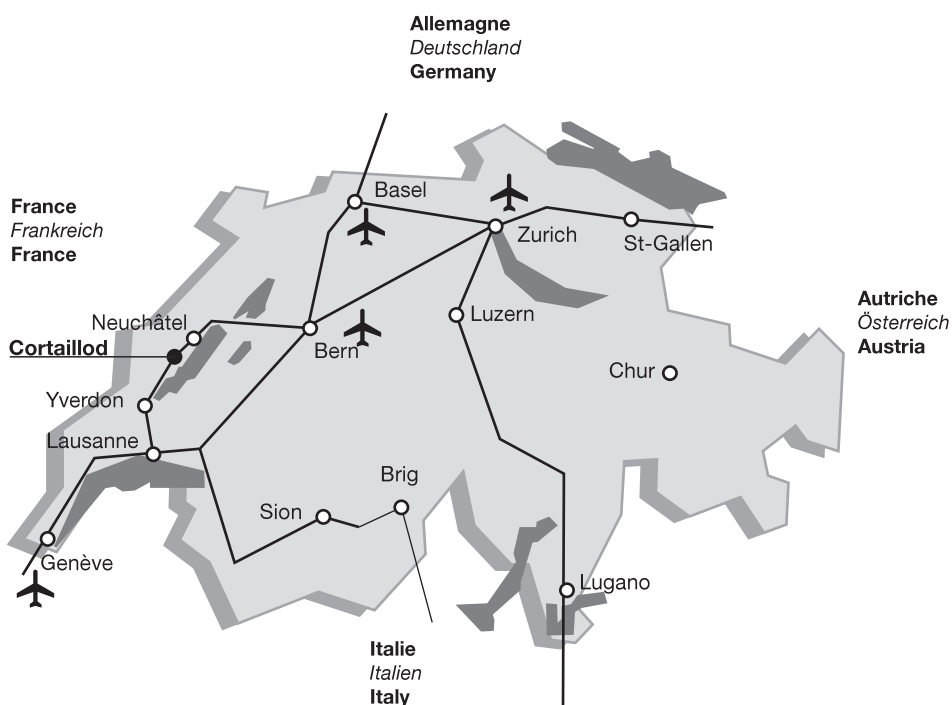 Allemagne
Deutschland
Germany
Basel
France
Frankreich
France
Zurich
St-Gallen
Autriche
Österreich
Austria
Neuchâtel
Luzern
Cortaillod
Bern
Chur
Yverdon
Lausanne
Brig
Sion
Genève
Lugano
Italie
Italien
Italy